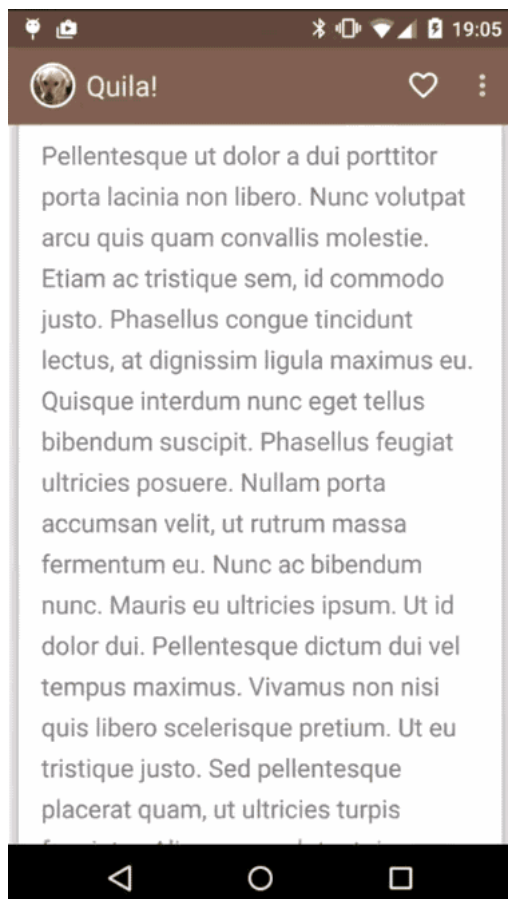 19:05
Quila!
Pellentesque ut dolor a dui porttitor
porta lacinia non libero. Nunc volutpat
arcu quis quam convallis molestie.
Etiam ac tristique sem, id commodo
justo. Phasellus congue tincidunt
lectus, at dignissim ligula maximus eu.
Quisque interdum nunc eget tellus
bibendum suscipit. Phasellus feugiat
ultricies posuere. Nullam porta
accumsan velit, ut rutrum massa
fermentum eu. Nunc ac bibendum
nunc. Mauris eu ultricies ipsum. Ut id
dolor dui. Pellentesque dictum dui vel
tempus maximus. Vivamus non nisi
quis libero scelerisque pretium. Ut eu
tristique justo. Sed pellentesque
placerat quam, ut ultricies turpis